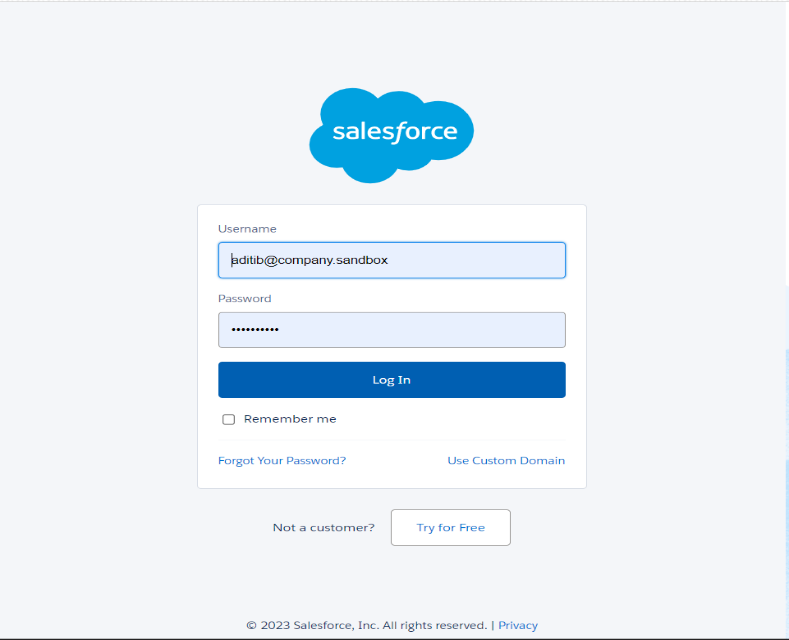 salesforce
Username
aditib@company.sandbox
Password
••••••••••
Log In
Remember me
Forgot Your Password? Use Custom Domain
Not a customer? Try for Free
© 2023 Salesforce, Inc. All rights reserved. | Privacy